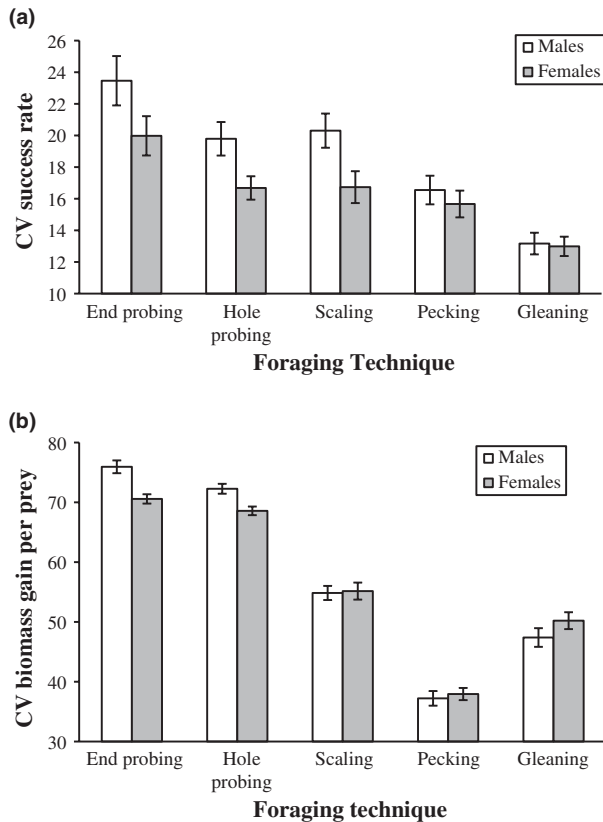 (a)
26
24
22
20
18
16
14
12
10
CV success rate
Males
Females
End probing
Hole
probing
Scaling
Pecking
Gleaning
Foraging Technique
(b)
80
70
60
50
40
30
CV biomass gain per prey
Males
Females
End probing
Hole
probing
Scaling
Pecking
Gleaning
Foraging technique